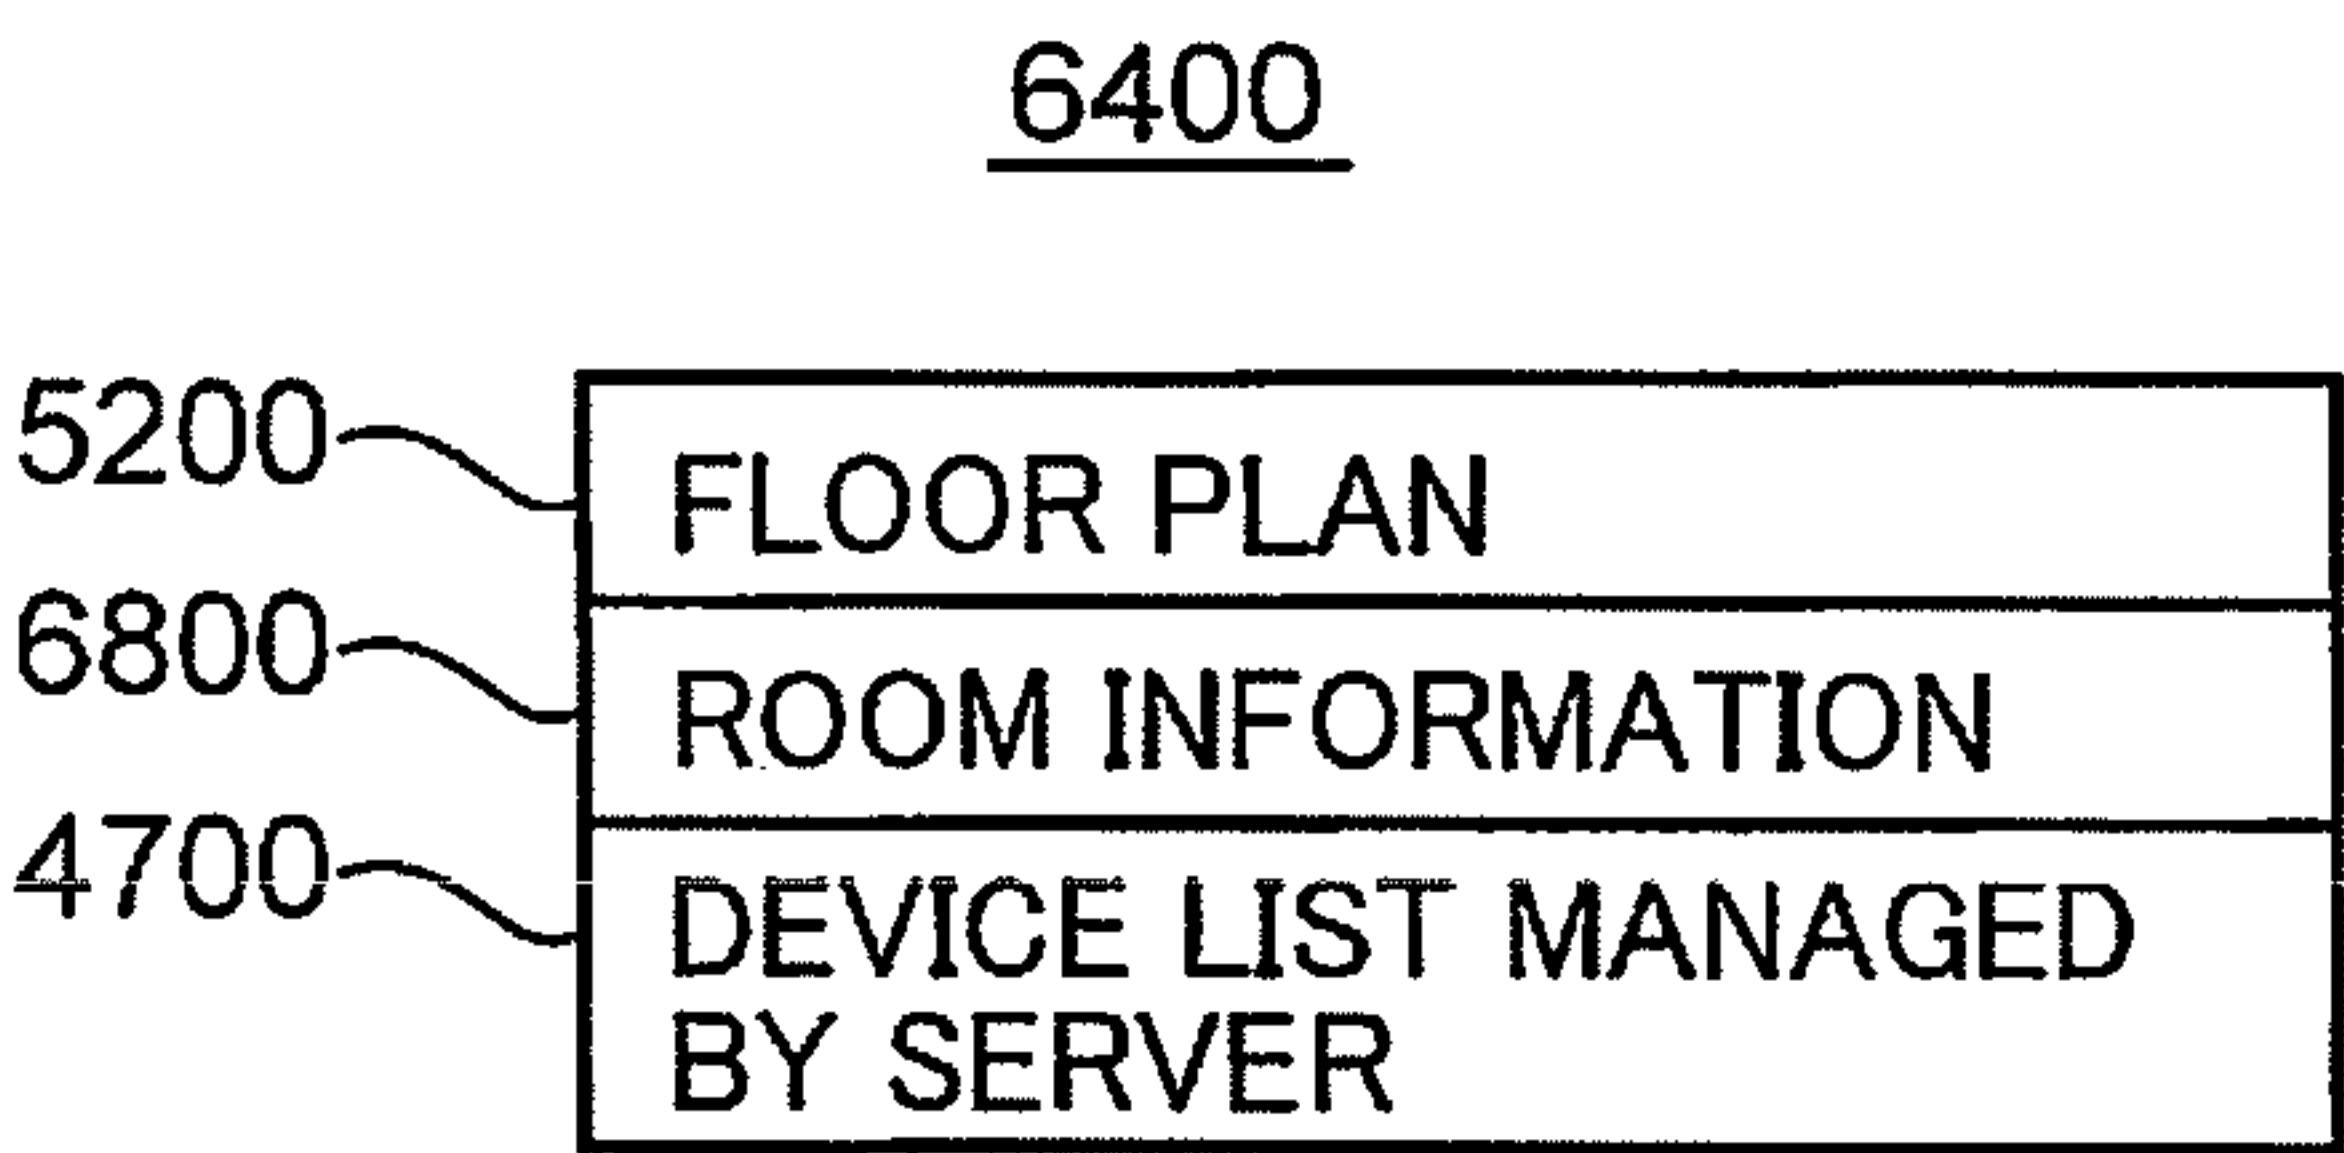 6400
5200
FLOOR PLAN
6800
ROOM INFORMATION
4700
DEVICE LIST MANAGED
BY SERVER